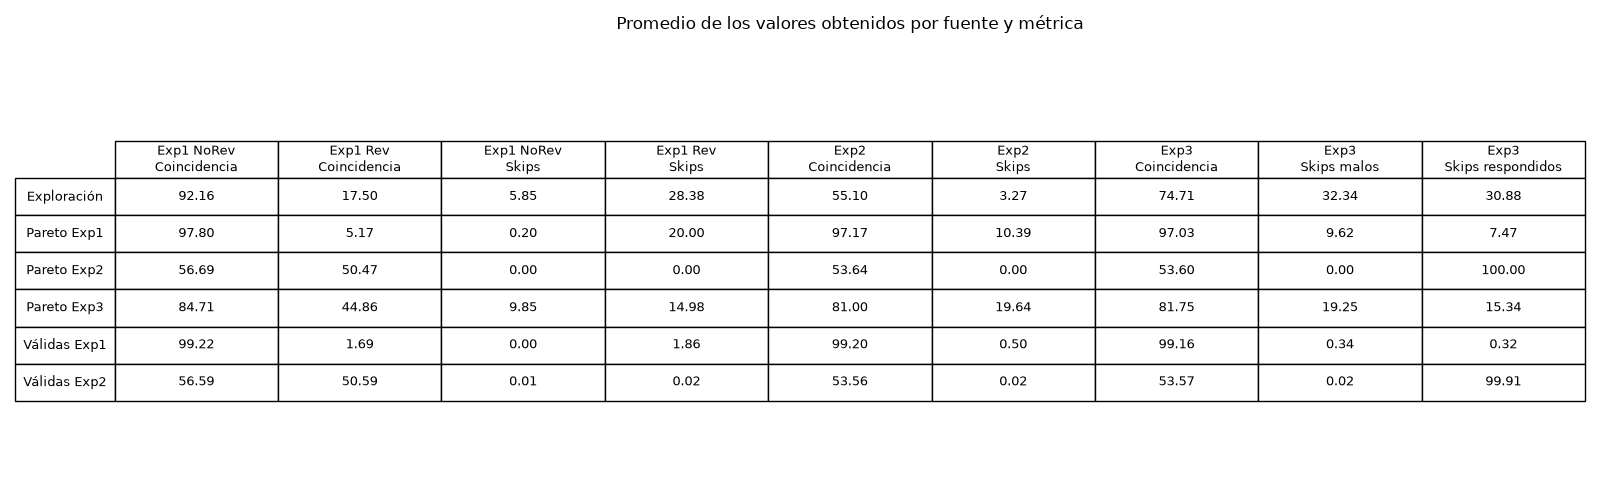 Promedio de los valores obtenidos por fuente y métrica
Exp1 NoRev Exp1 Rev Exp1 NoRev Exp1 Rev Exp2 Exp2 Exp3 Exp3 Exp3
Coincidencia Coincidencia Skips Skips Coincidencia Skips Coincidencia Skips malos Skips respondidos
Exploración 92.16 17.50 5.85 28.38 55.10 3.27 74.71 32.34 30.88
Pareto Exp1 97.80 5.17 0.20 20.00 97.17 10.39 97.03 9.62 7.47
Pareto Exp2 56.69 50.47 0.00 0.00 53.64 0.00 53.60 0.00 100.00
Pareto Exp3 84.71 44.86 9.85 14.98 81.00 19.64 81.75 19.25 15.34
Válidas Exp1 99.22 1.69 0.00 1.86 99.20 0.50 99.16 0.34 0.32
Válidas Exp2 56.59 50.59 0.01 0.02 53.56 0.02 53.57 0.02 99.91